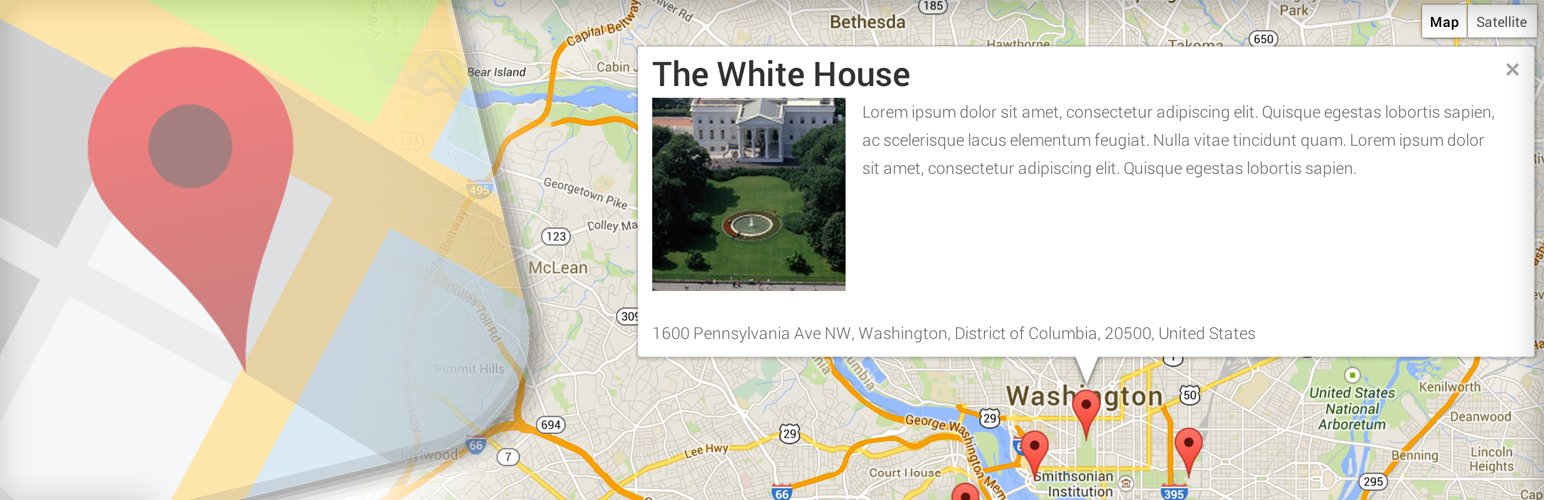 185
River Rd
Capital Beltway
Bethesda
Park
Map
Satellite
650
Hawthorne
Takoma
Bear Island
Cabin J
The White House
×
Lorem ipsum dolor sit amet, consectetur adipiscing elit. Quisque egestas lobortis sapien,
ac scelerisque lacus elementum feugiat. Nulla vitae tincidunt quam. Lorem ipsum dolor
sit amet, consectetur adipiscing elit. Quisque egestas lobortis sapien.
193
495
Georgetown Pike
Beltway
123
McLean
Dulles Toll Rd
309
1600 Pennsylvania Ave NW, Washington, District of Columbia, 20500, United States
Pimmit Hills
1
50
Washington
United States
National
Arboretum
Kenilworth
Deanwood
694
29
29
George Washington Mem
66
7
Idylwood
Lee Hwy
Court House
66
Smithsonian
Institution
395
Benning
Lincoln
Heights
295